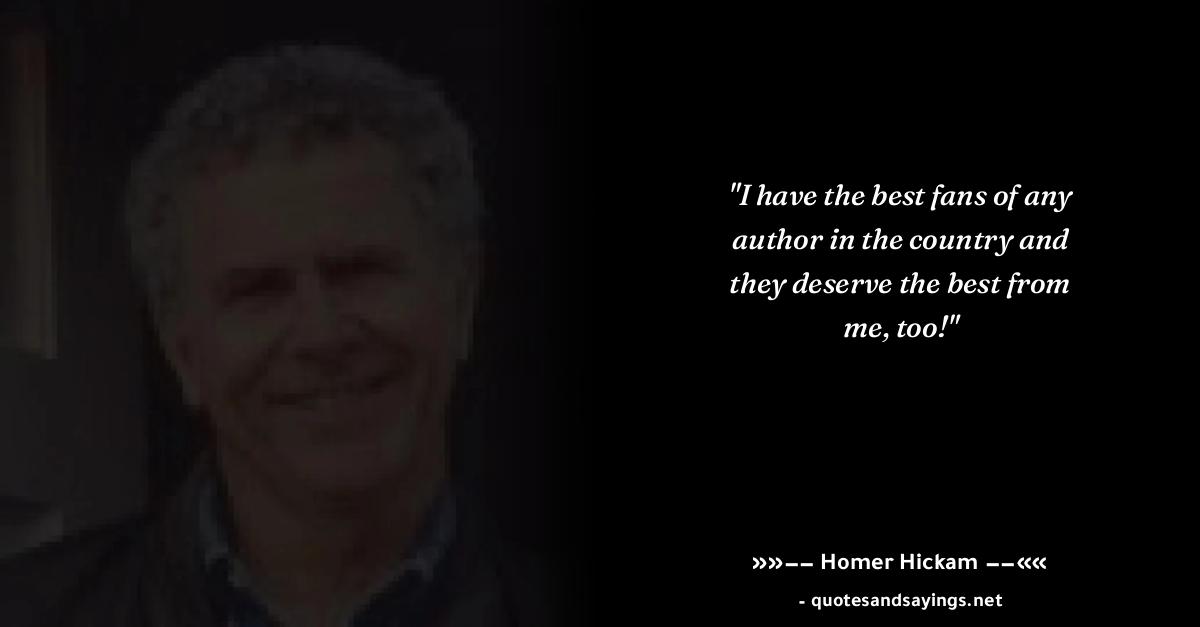 "I have the best fans of any
author in the country and
they deserve the best from
me, too!"
»»–– Homer Hickam ––««
- quotesandsayings.net